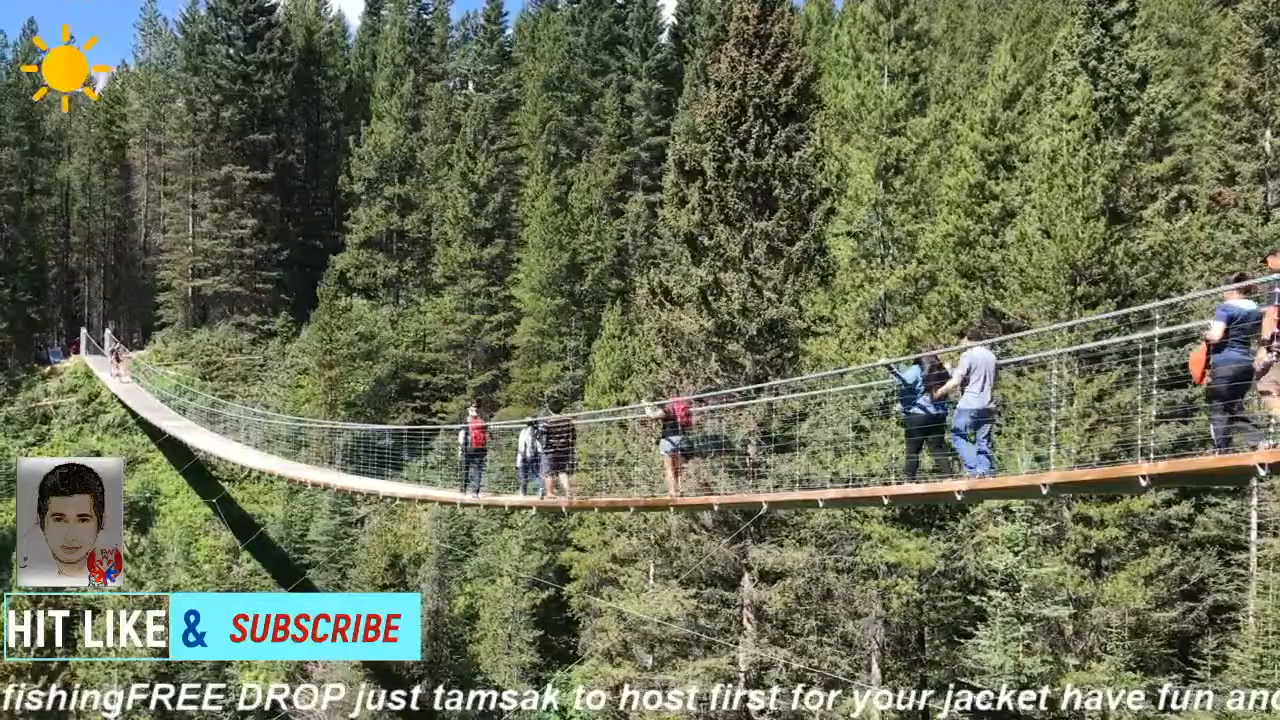 HIT LIKE & SUBSCRIBE
fishingFREE DROP just tamsak to host first for your jacket have fun and